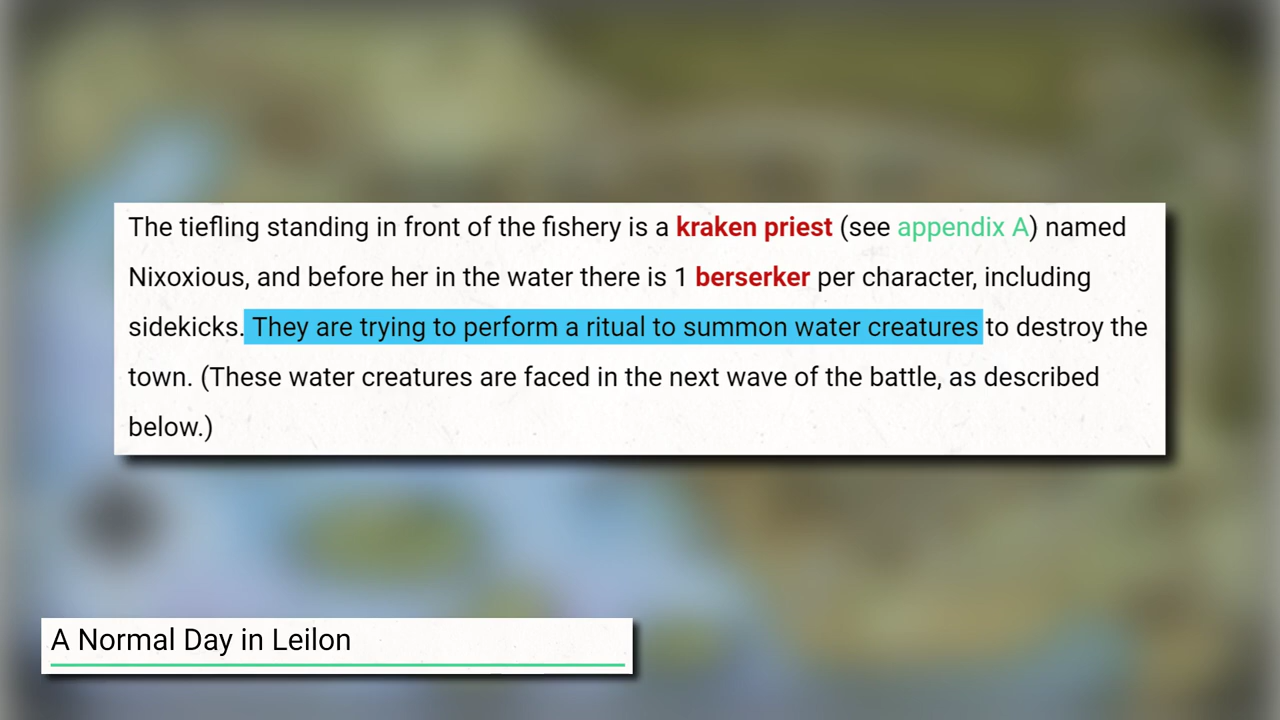 The tiefling standing in front of the fishery is a kraken priest (see appendix A) named
Nixoxious, and before her in the water there is 1 berserker per character, including
sidekicks. They are trying to perform a ritual to summon water creatures to destroy the
town. (These water creatures are faced in the next wave of the battle, as described
below.)
A Normal Day in Leilon